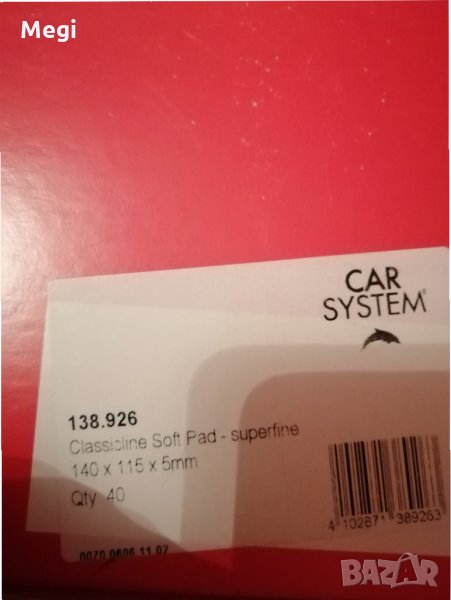 Megi
CAR
SYSTEM
138.926
Classicline Soft Pad - superfine
140 x 115 x 5mm
Qty 40
4 102871 389263
0070 0606 11.02
BAZAR